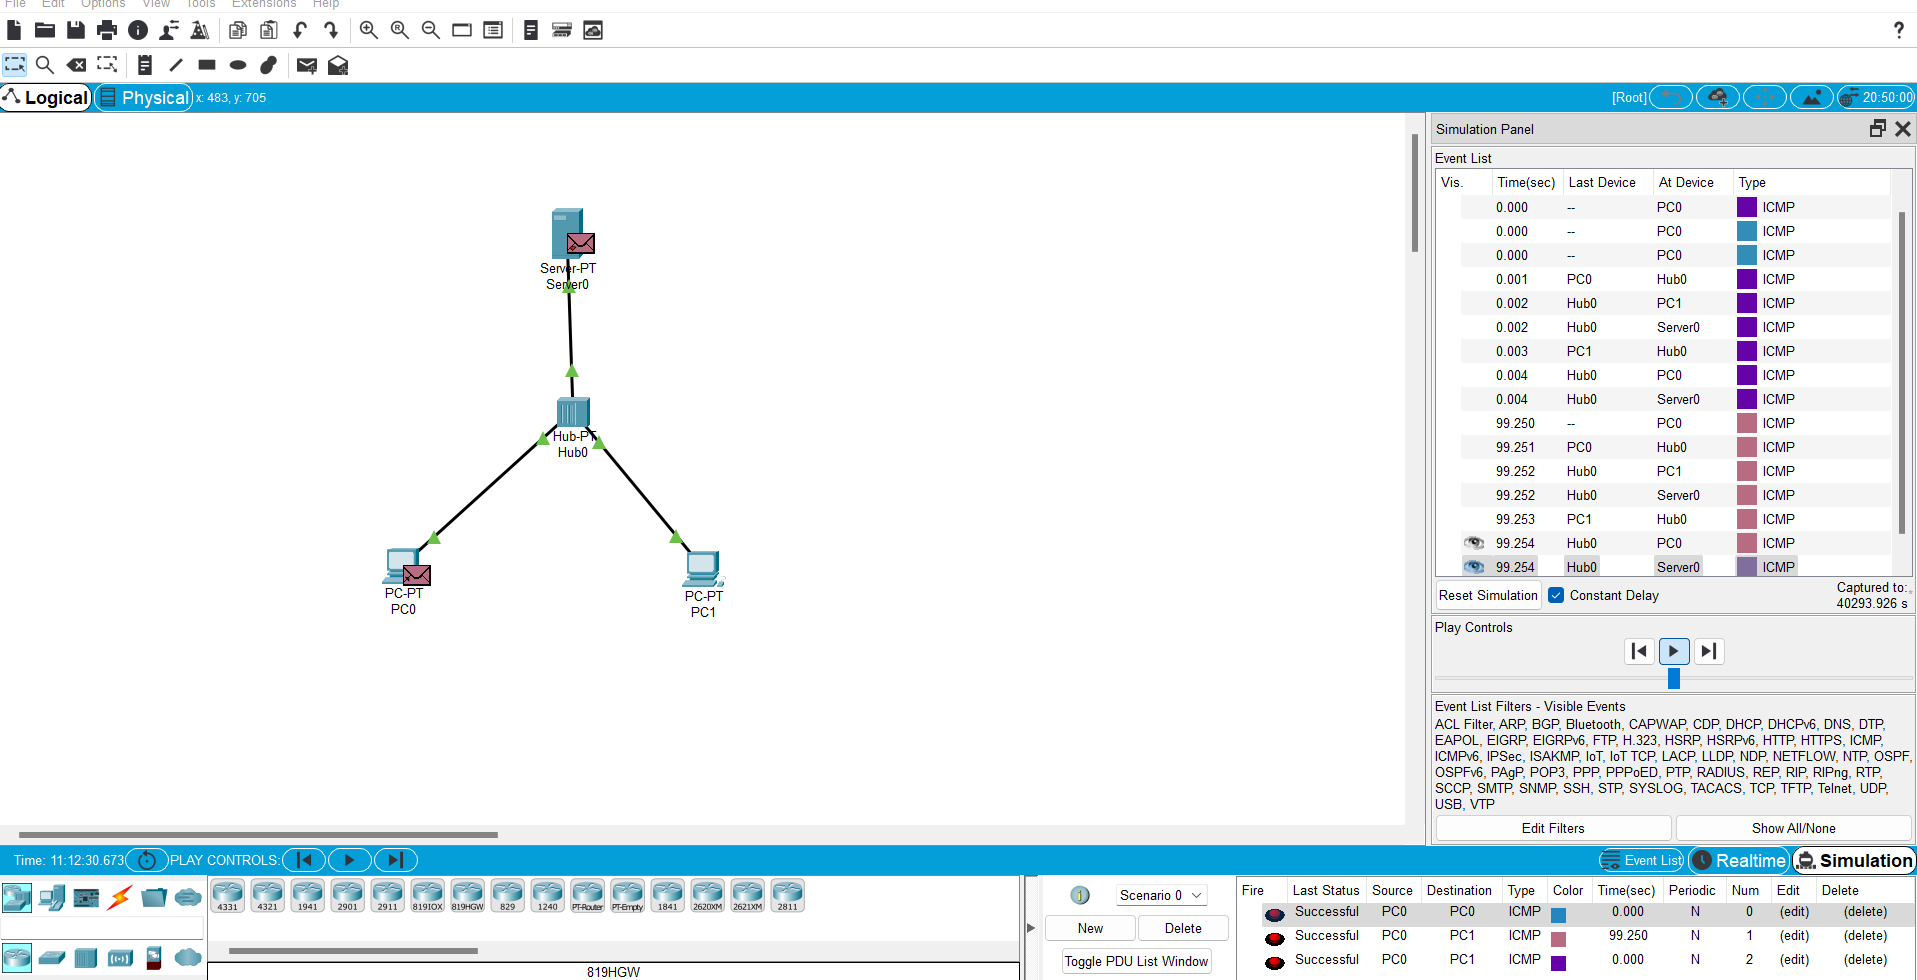 File Edit Options View Tools Extensions Help
?
Logical Physical x: 483, y: 705 [Root] 20:50:00
Server-PT
Server0
Hub-PT
Hub0
PC-PT
PC0
PC-PT
PC1
Simulation Panel
Event List
Vis. Time(sec) Last Device At Device Type
0.000 -- PC0 ICMP
0.000 -- PC0 ICMP
0.000 -- PC0 ICMP
0.001 PC0 Hub0 ICMP
0.002 Hub0 PC1 ICMP
0.002 Hub0 Server0 ICMP
0.003 PC1 Hub0 ICMP
0.004 Hub0 PC0 ICMP
0.004 Hub0 Server0 ICMP
99.250 -- PC0 ICMP
99.251 PC0 Hub0 ICMP
99.252 Hub0 PC1 ICMP
99.252 Hub0 Server0 ICMP
99.253 PC1 Hub0 ICMP
99.254 Hub0 PC0 ICMP
99.254 Hub0 Server0 ICMP
Reset Simulation Constant Delay Captured to:
40293.926 s
Play Controls
Event List Filters - Visible Events
ACL Filter, ARP, BGP, Bluetooth, CAPWAP, CDP, DHCP, DHCPv6, DNS, DTP,
EAPOL, EIGRP, EIGRPv6, FTP, H.323, HSRP, HSRPv6, HTTP, HTTPS, ICMP,
ICMPv6, IPSec, ISAKMP, IoT, IoT TCP, LACP, LLDP, NDP, NETFLOW, NTP, OSPF,
OSPFv6, PAgP, POP3, PPP, PPPoED, PTP, RADIUS, REP, RIP, RIPng, RTP,
SCCP, SMTP, SNMP, SSH, STP, SYSLOG, TACACS, TCP, TFTP, Telnet, UDP,
USB, VTP
Edit Filters Show All/None
Time: 11:12:30.673 PLAY CONTROLS: Event List Realtime Simulation
4331 4321 1941 2901 2911 819IOX 819HGW 829 1240 PT-Router PT-Empty 1841 2620XM 2621XM 2811
819HGW
Scenario 0
New Delete
Toggle PDU List Window
Fire Last Status Source Destination Type Color Time(sec) Periodic Num Edit Delete
Successful PC0 PC0 ICMP 0.000 N 0 (edit) (delete)
Successful PC0 PC1 ICMP 99.250 N 1 (edit) (delete)
Successful PC0 PC1 ICMP 0.000 N 2 (edit) (delete)